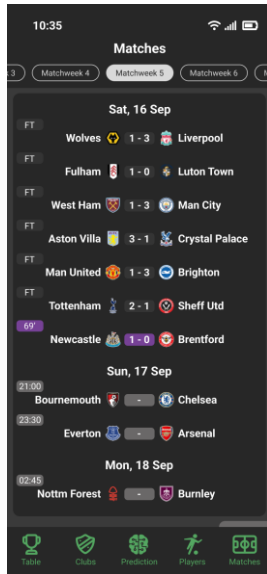 10:35
Matches
k 3
Matchweek 4
Matchweek 5
Matchweek 6
Sat, 16 Sep
FT
Wolves 1 - 3 Liverpool
FT
Fulham 1 - 0 Luton Town
FT
West Ham 1 - 3 Man City
FT
Aston Villa 3 - 1 Crystal Palace
FT
Man United 1 - 3 Brighton
FT
Tottenham 2 - 1 Sheff Utd
69'
Newcastle 1 - 0 Brentford
Sun, 17 Sep
21:00
Bournemouth - Chelsea
23:30
Everton - Arsenal
Mon, 18 Sep
02:45
Nottm Forest - Burnley
Table Clubs Prediction Players Matches